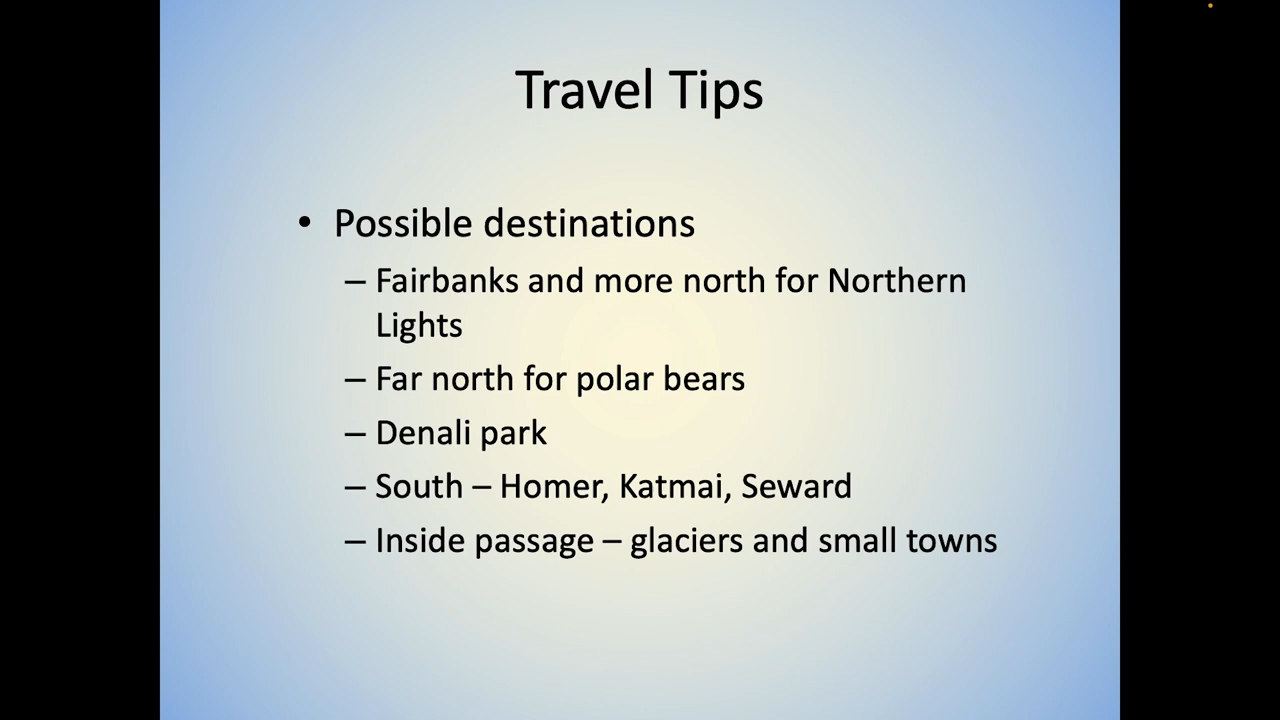 Travel Tips
• Possible destinations
– Fairbanks and more north for Northern
Lights
– Far north for polar bears
– Denali park
– South – Homer, Katmai, Seward
– Inside passage – glaciers and small towns